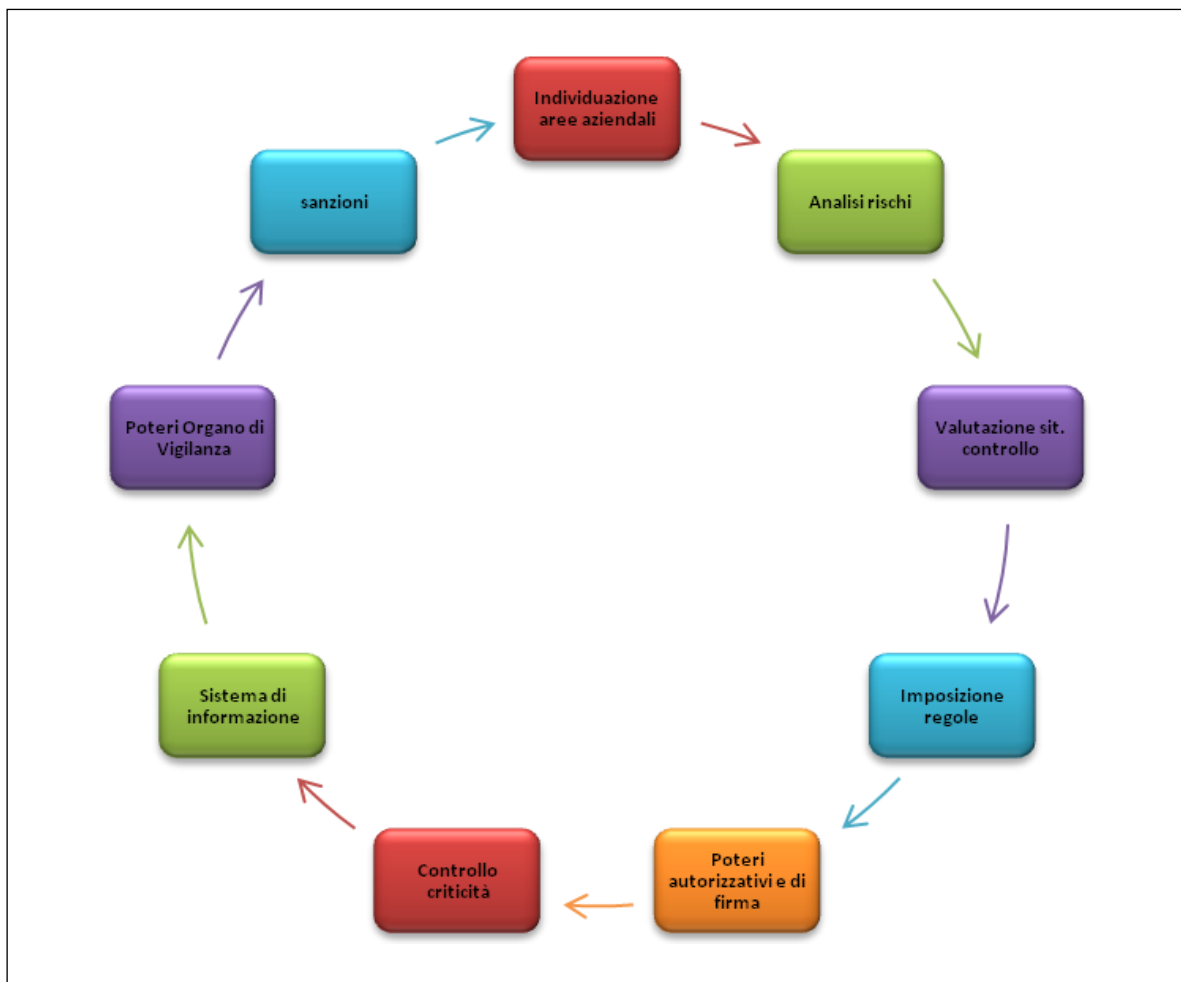 Individuazione
aree aziendali
Analisi rischi
Valutazione sit.
controllo
Imposizione
regole
Poteri
autorizzativi e di
firma
Controllo
criticità
Sistema di
informazione
Poteri Organo di
Vigilanza
sanzioni